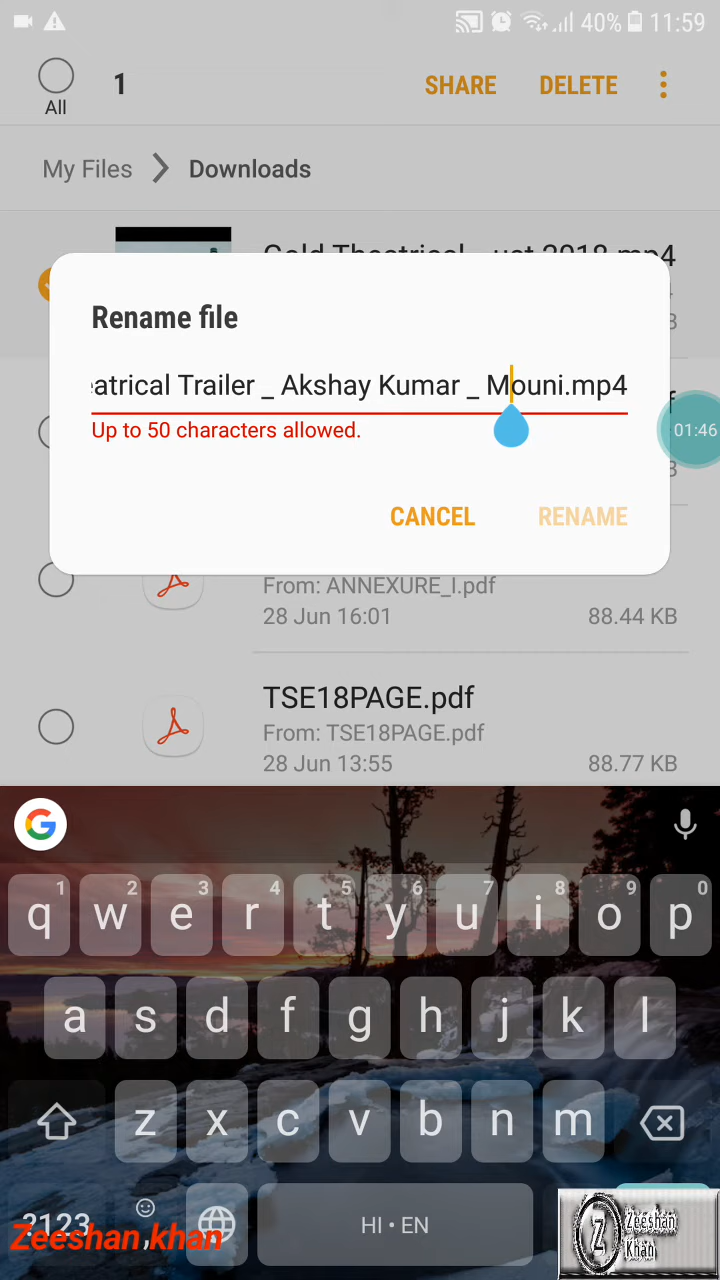 40% 11:59
All 1 SHARE DELETE
My Files Downloads
Rename file
eatrical Trailer _ Akshay Kumar _ Mouni.mp4
Up to 50 characters allowed.
01:46
CANCEL RENAME
From: ANNEXURE_I.pdf
28 Jun 16:01 88.44 KB
TSE18PAGE.pdf
From: TSE18PAGE.pdf
28 Jun 13:55 88.77 KB
1 2 3 4 5 6 7 8 9 0
q w e r t y u i o p
a s d f g h j k l
z x c v b n m
?123 , HI • EN
Zeeshan khan
Zeeshan
Khan